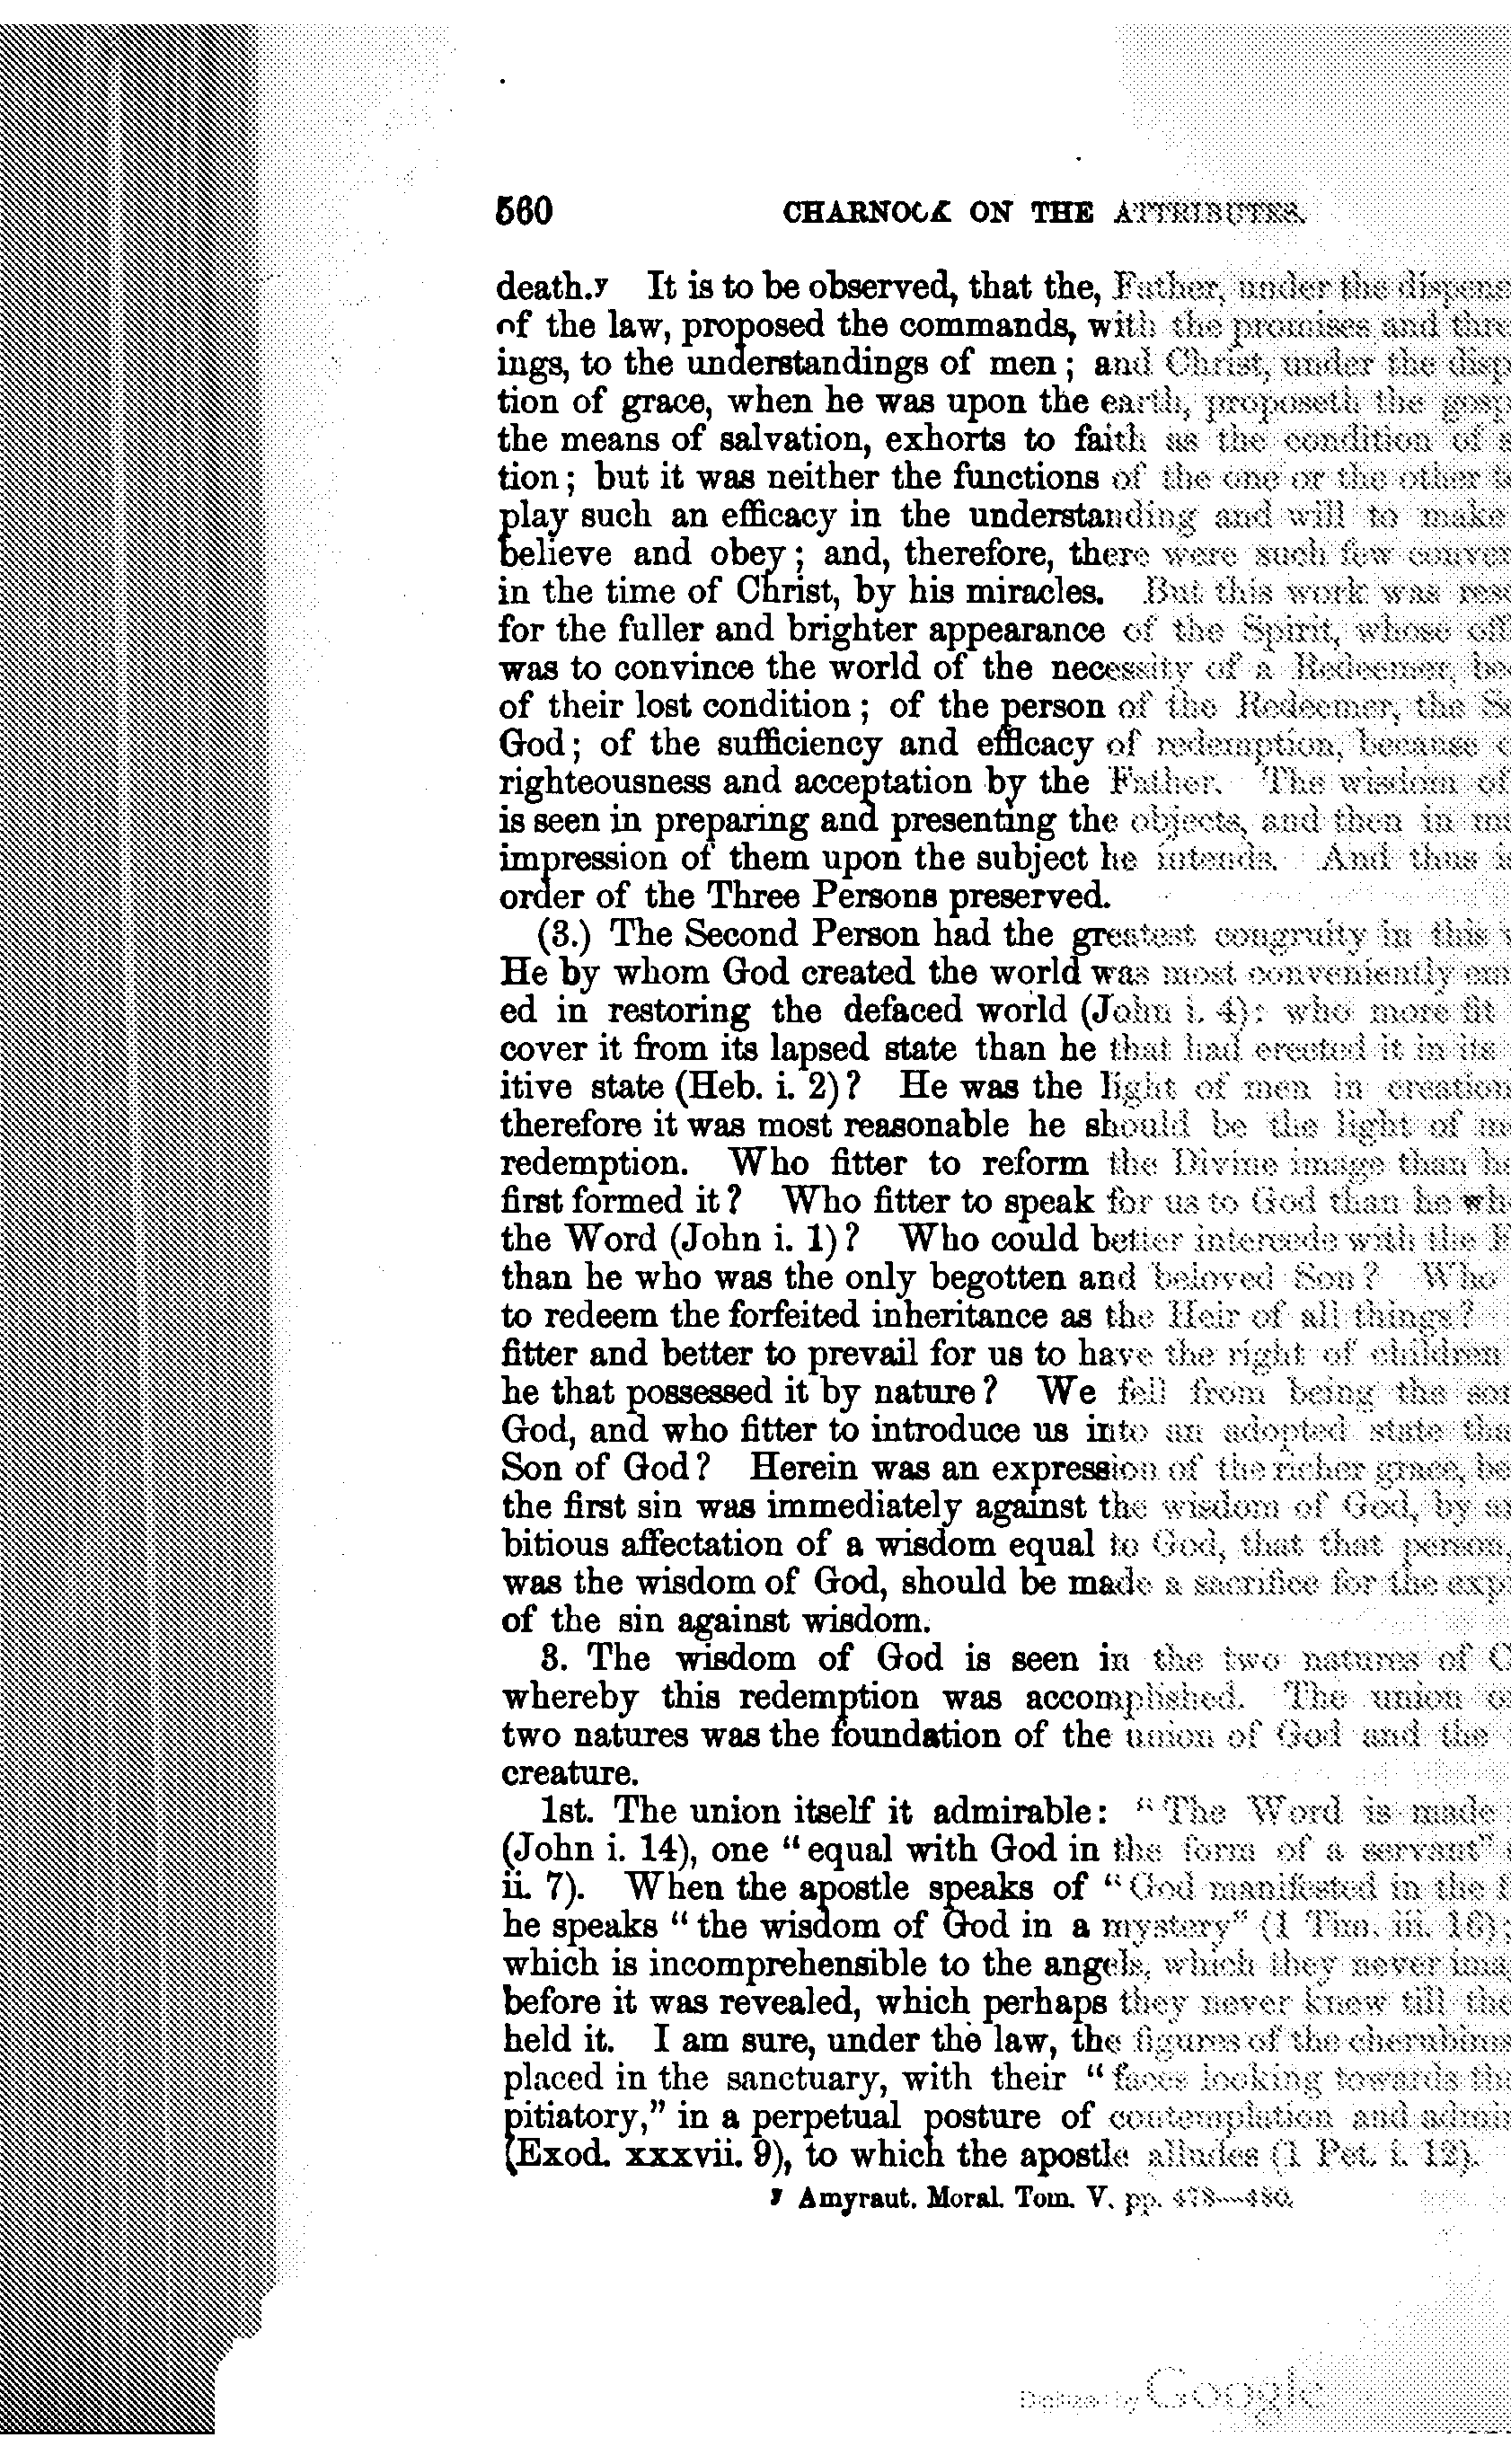 560 CHARNOCK ON THE ATTRIBUTES.
death.y It is to be observed, that the, Father, under the dispens
of the law, proposed the commands, with the promises and thre
ings, to the understandings of men; and Christ, under the disp
tion of grace, when he was upon the earth, proposeth the gosp
the means of salvation, exhorts to faith as the condition of s
tion; but it was neither the functions of the one or the other
play such an efficacy in the understanding and will to make
believe and obey; and, therefore, there were such few conver
in the time of Christ, by his miracles. But this work was res
for the fuller and brighter appearance of the Spirit, whose off
was to convince the world of the necessity of a Redeemer, be
of their lost condition; of the person of the Redeemer, the S
God; of the sufficiency and efficacy of redemption, because
righteousness and acceptation by the Father. The wisdom of
is seen in preparing and presenting the objects, and then in
impression of them upon the subject he intends. And thus
order of the Three Persons preserved.
(3.) The Second Person had the greatest congruity in this
He by whom God created the world was most conveniently em
ed in restoring the defaced world (John i. 4): who more fit
cover it from its lapsed state than he that had erected it in its
itive state (Heb. i. 2)? He was the light of men in creation
therefore it was most reasonable he should be the light of
redemption. Who fitter to reform the Divine image than he
first formed it? Who fitter to speak for us to God than he wh
the Word (John i. 1)? Who could better intercede with the F
than he who was the only begotten and beloved Son? Who
to redeem the forfeited inheritance as the Heir of all things?
fitter and better to prevail for us to have the right of children
he that possessed it by nature? We fell from being the son
God, and who fitter to introduce us into an adopted state tha
Son of God? Herein was an expression of the richer grace, be
the first sin was immediately against the wisdom of God, by a
bitious affectation of a wisdom equal to God, that that person,
was the wisdom of God, should be made a sacrifice for the exp
of the sin against wisdom.
3. The wisdom of God is seen in the two natures of C
whereby this redemption was accomplished. The union o
two natures was the foundation of the union of God and the
creature.
1st. The union itself it admirable: "The Word is made
(John i. 14), one "equal with God in the form of a servant"
ii. 7). When the apostle speaks of "God manifested in the f
he speaks "the wisdom of God in a mystery" (1 Tim. iii. 16);
which is incomprehensible to the angels, which they never ima
before it was revealed, which perhaps they never knew till the
held it. I am sure, under the law, the figures of the cherubims
placed in the sanctuary, with their "faces looking towards the
pitiatory," in a perpetual posture of contemplation and admi
(Exod. xxxvii. 9), to which the apostle alludes (1 Pet. i. 12).
y Amyraut. Moral. Tom. V. pp. 478—480.
Digitized by Google